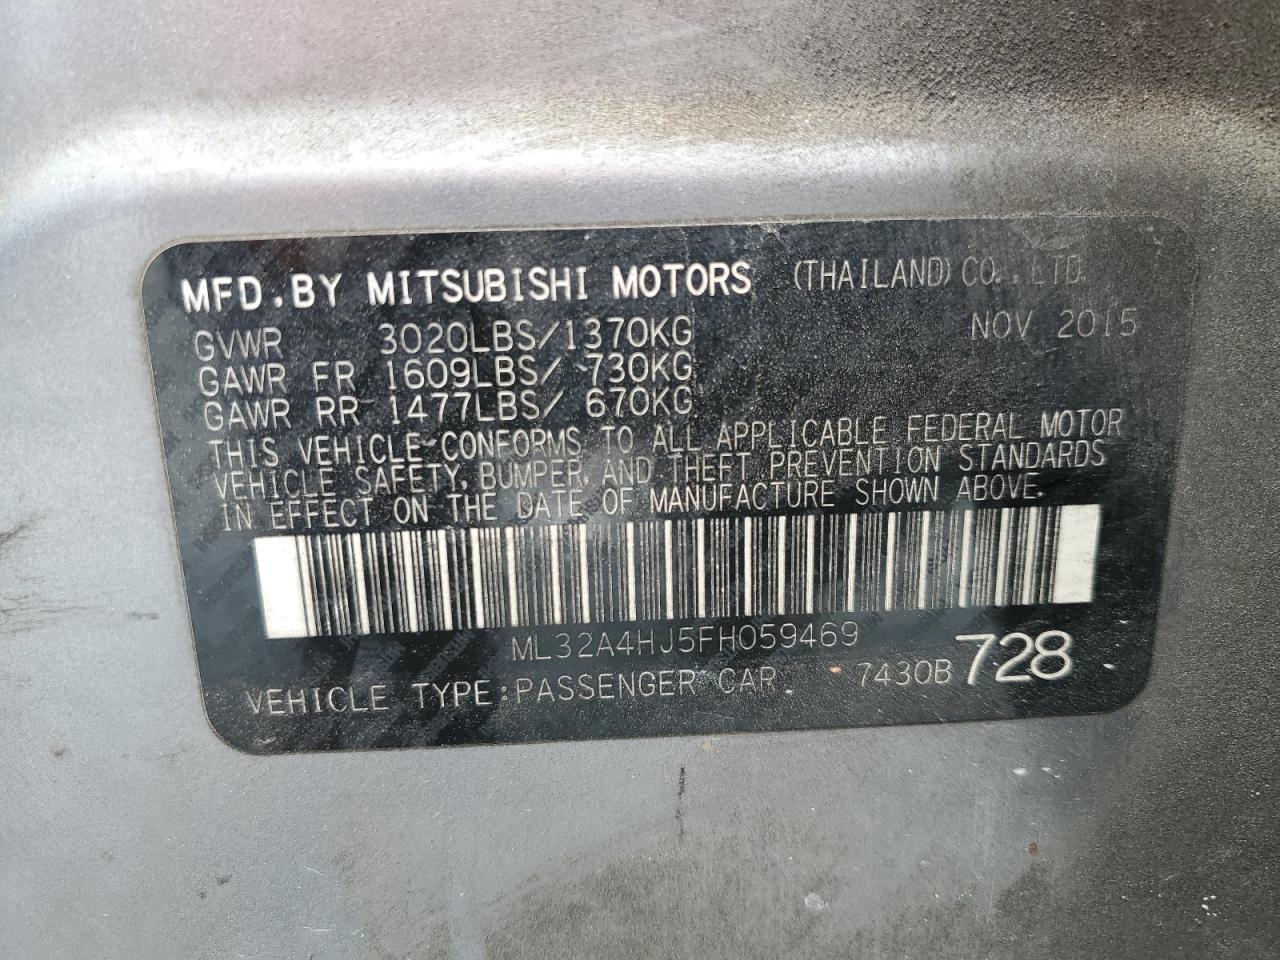 MFD.BY MITSUBISHI MOTORS (THAILAND) CO.,LTD
NOV 2015
GVWR 3020LBS/1370KG
GAWR FR 1609LBS/ 730KG
GAWR RR 1477LBS/ 670KG
THIS VEHICLE CONFORMS TO ALL APPLICABLE FEDERAL MOTOR
VEHICLE SAFETY, BUMPER, AND THEFT PREVENTION STANDARDS
IN EFFECT ON THE DATE OF MANUFACTURE SHOWN ABOVE.
ML32A4HJ5FH059469
VEHICLE TYPE:PASSENGER CAR 7430B 728